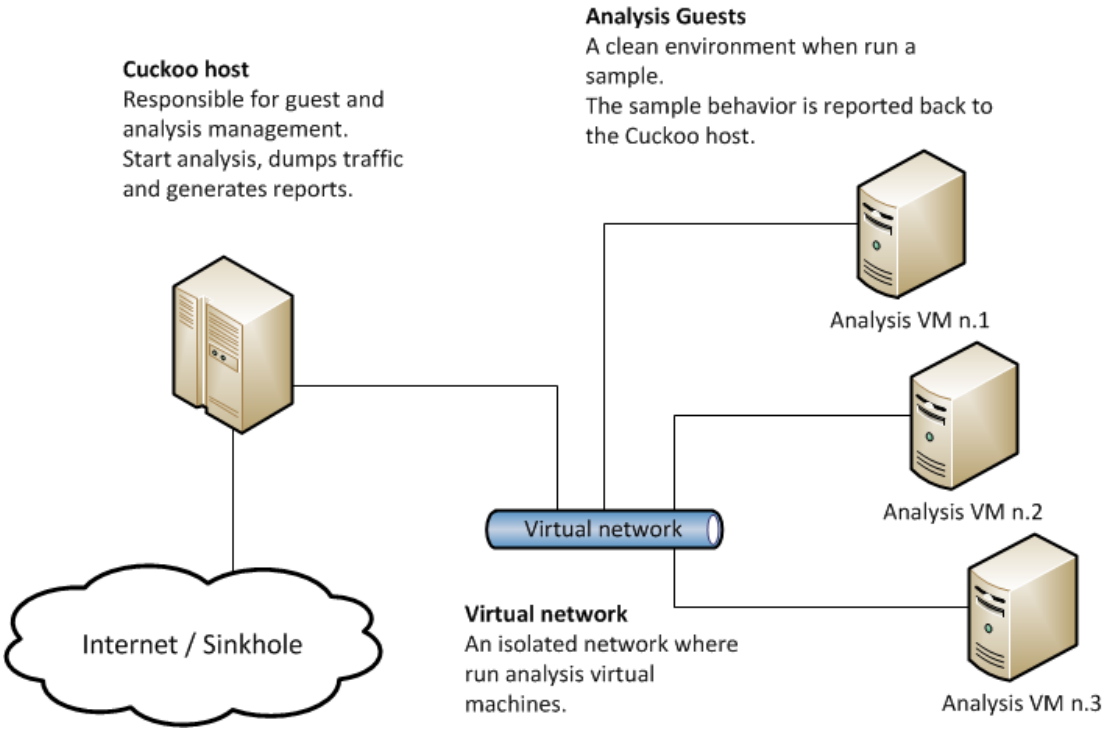 Cuckoo host
Responsible for guest and
analysis management.
Start analysis, dumps traffic
and generates reports.
Analysis Guests
A clean environment when run a
sample.
The sample behavior is reported back to
the Cuckoo host.
Analysis VM n.1
Analysis VM n.2
Virtual network
Analysis VM n.3
Internet / Sinkhole
Virtual network
An isolated network where
run analysis virtual
machines.